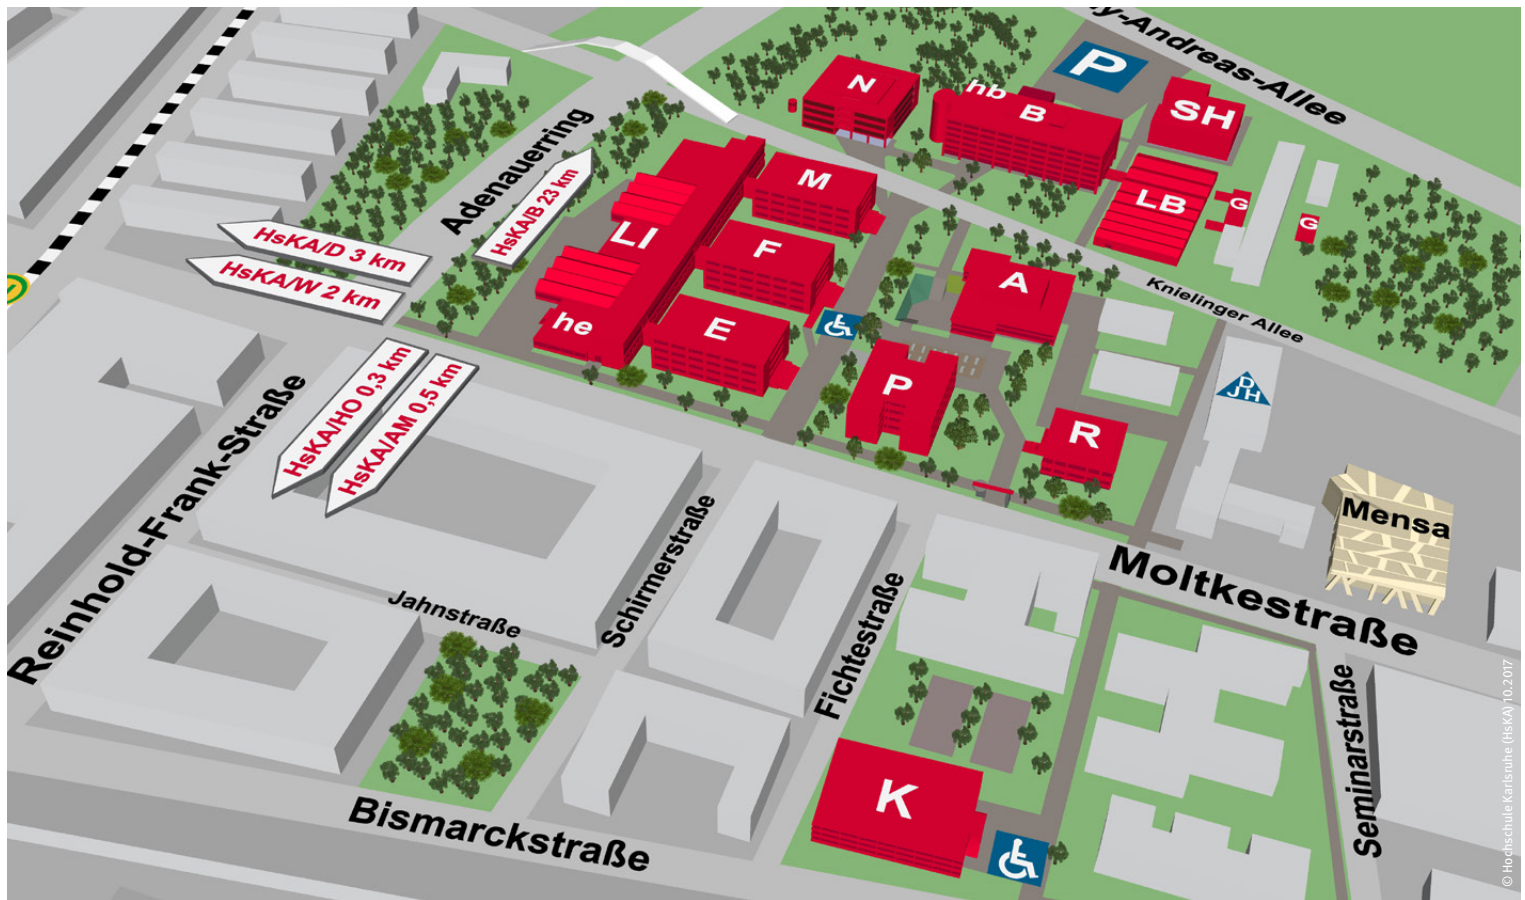 y-Andreas-Allee
P
N
hb
B
SH
Adenauerring
HsKA/B 23 km
M
LB
G
G
LI
HsKA/D 3 km
HsKA/W 2 km
F
A
Knielinger Allee
he
E
P
DJH
HsKA/HO 0,3 km
HsKA/AM 0,5 km
R
Mensa
Reinhold-Frank-Straße
Schirmerstraße
Jahnstraße
Fichtestraße
Moltkestraße
Seminarstraße
K
Bismarckstraße
© Hochschule Karlsruhe (HsKA) 10.2017